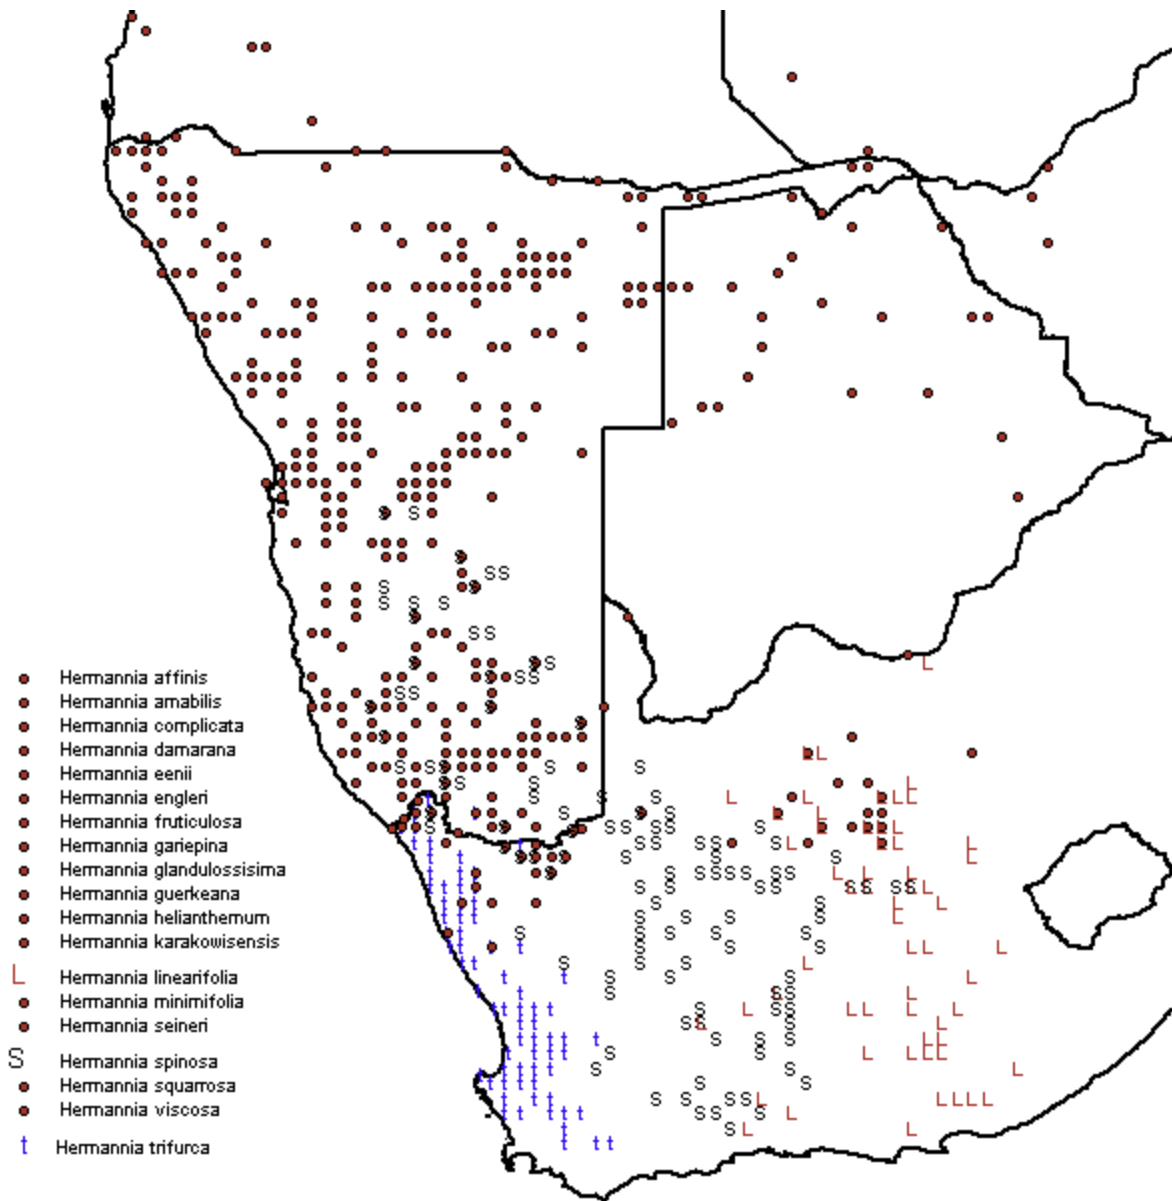 Hermannia affinis
Hermannia amabilis
Hermannia complicata
Hermannia damarana
Hermannia eenii
Hermannia engleri
Hermannia fruticulosa
Hermannia gariepina
Hermannia glandulossisima
Hermannia guerkeana
Hermannia helianthemum
Hermannia karakowisensis
L Hermannia linearifolia
Hermannia minimifolia
Hermannia seineri
S Hermannia spinosa
Hermannia squarrosa
Hermannia viscosa
t Hermannia trifurca